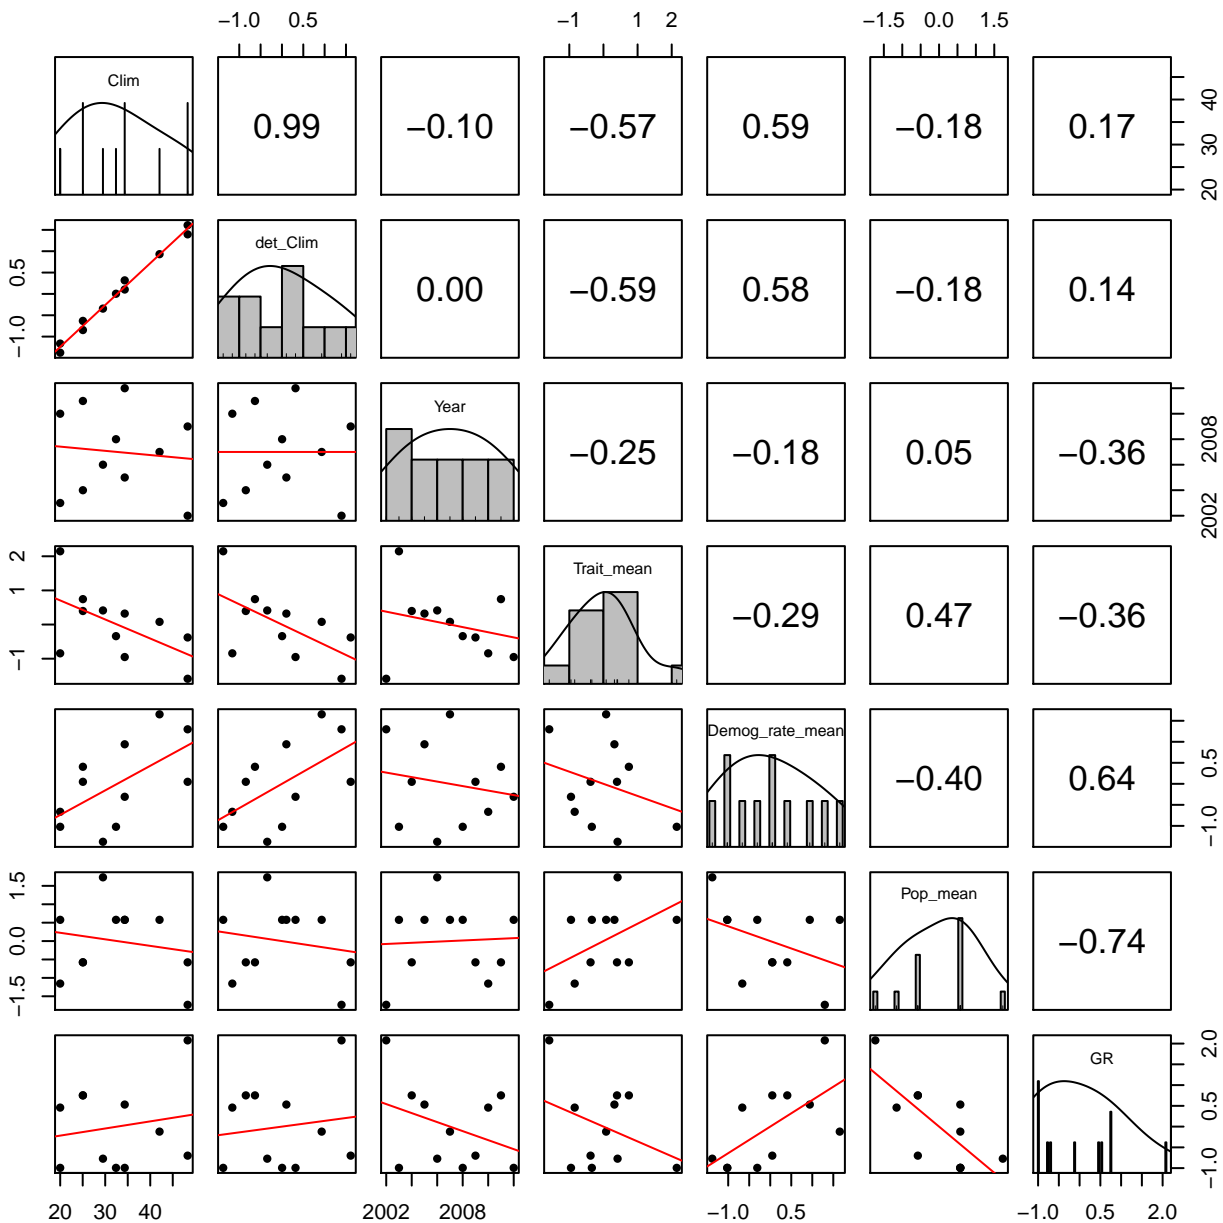 −1.0 0.5 −1 1 2 −1.5 0.0 1.5
Clim 0.99 −0.10 −0.57 0.59 −0.18 0.17 20 30 40
−1.0 0.5 det_Clim 0.00 −0.59 0.58 −0.18 0.14
Year −0.25 −0.18 0.05 −0.36 2002 2008
−1 1 2 Trait_mean −0.29 0.47 −0.36
Demog_rate_mean −0.40 0.64 −1.0 0.5
−1.5 0.0 1.5 Pop_mean −0.74
GR −1.0 0.5 2.0
20 30 40 2002 2008 −1.0 0.5 −1.0 0.5 2.0